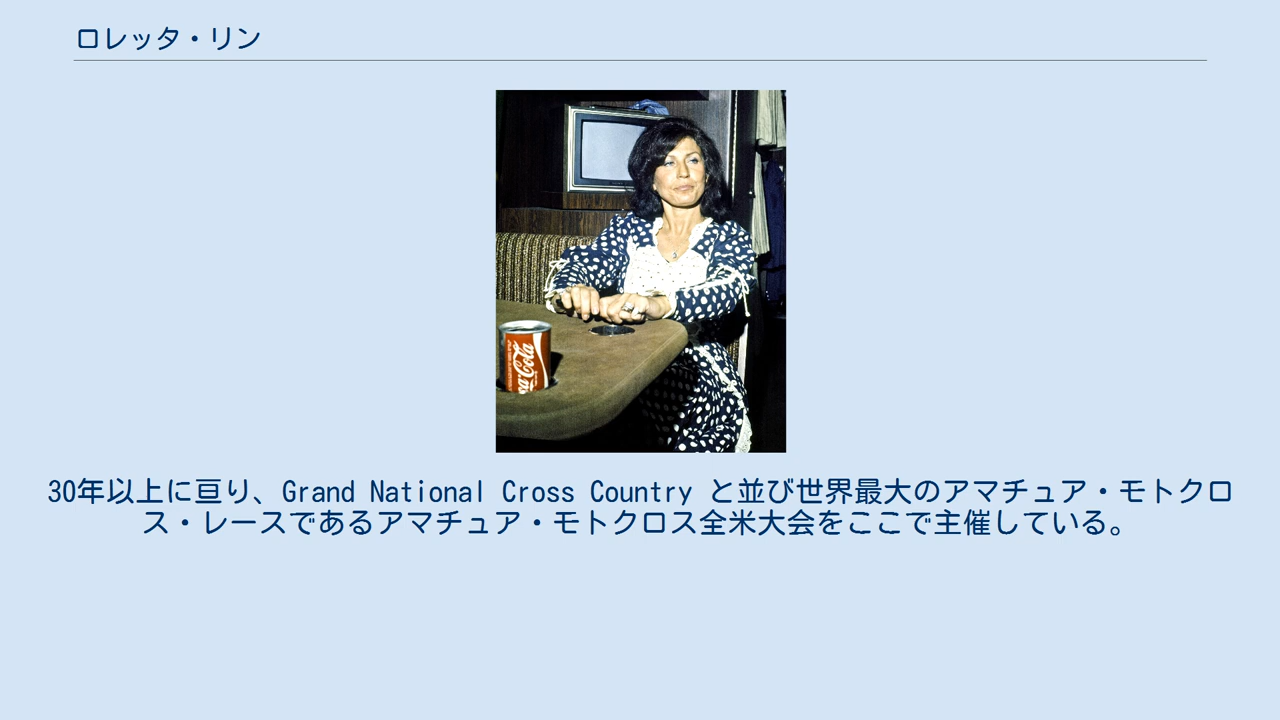 ロレッタ・リン
Coca-Cola
30年以上に亘り、Grand National Cross Country と並び世界最大のアマチュア・モトクロ
ス・レースであるアマチュア・モトクロス全米大会をここで主催している。